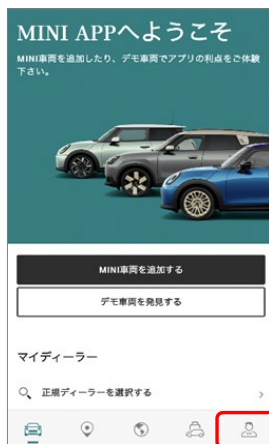 MINI APPへようこそ
MINI車両を追加したり、デモ車両でアプリの利点をご体験
下さい。
MINI車両を追加する
デモ車両を発見する
マイディーラー
正規ディーラーを選択する